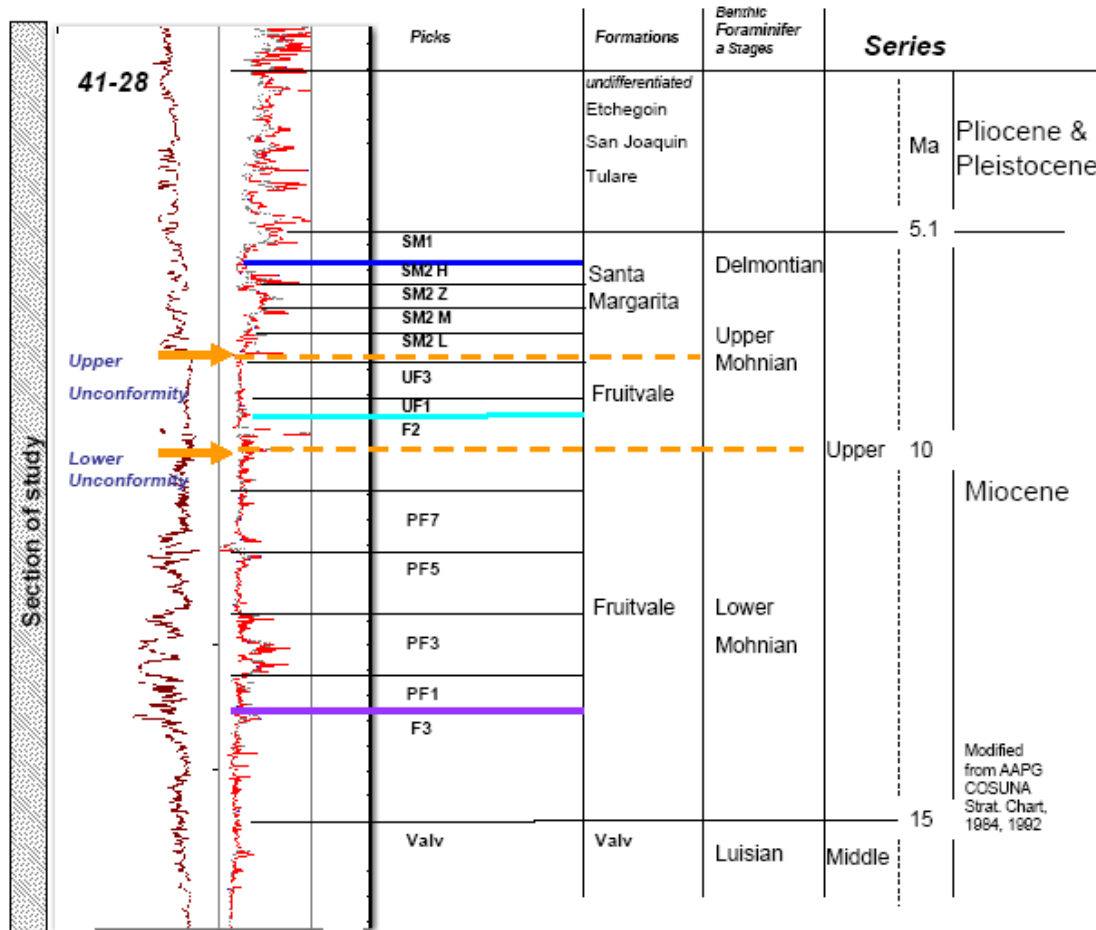 Section of study
41-28
Upper
Unconformity
Lower
Unconformity
Picks
SM1
SM2 H
SM2 Z
SM2 M
SM2 L
UF3
UF1
F2
PF7
PF5
PF3
PF1
F3
Valv
Formations
undifferentiated
Etchegoin
San Joaquin
Tulare
Santa
Margarita
Fruitvale
Fruitvale
Valv
Benthic
Foraminifer
a Stages
Delmontian
Upper
Mohnian
Lower
Mohnian
Luisian
Series
Upper
Middle
Ma
5.1
10
15
Pliocene &
Pleistocene
Miocene
Modified
from AAPG
COSUNA
Strat. Chart,
1984, 1992